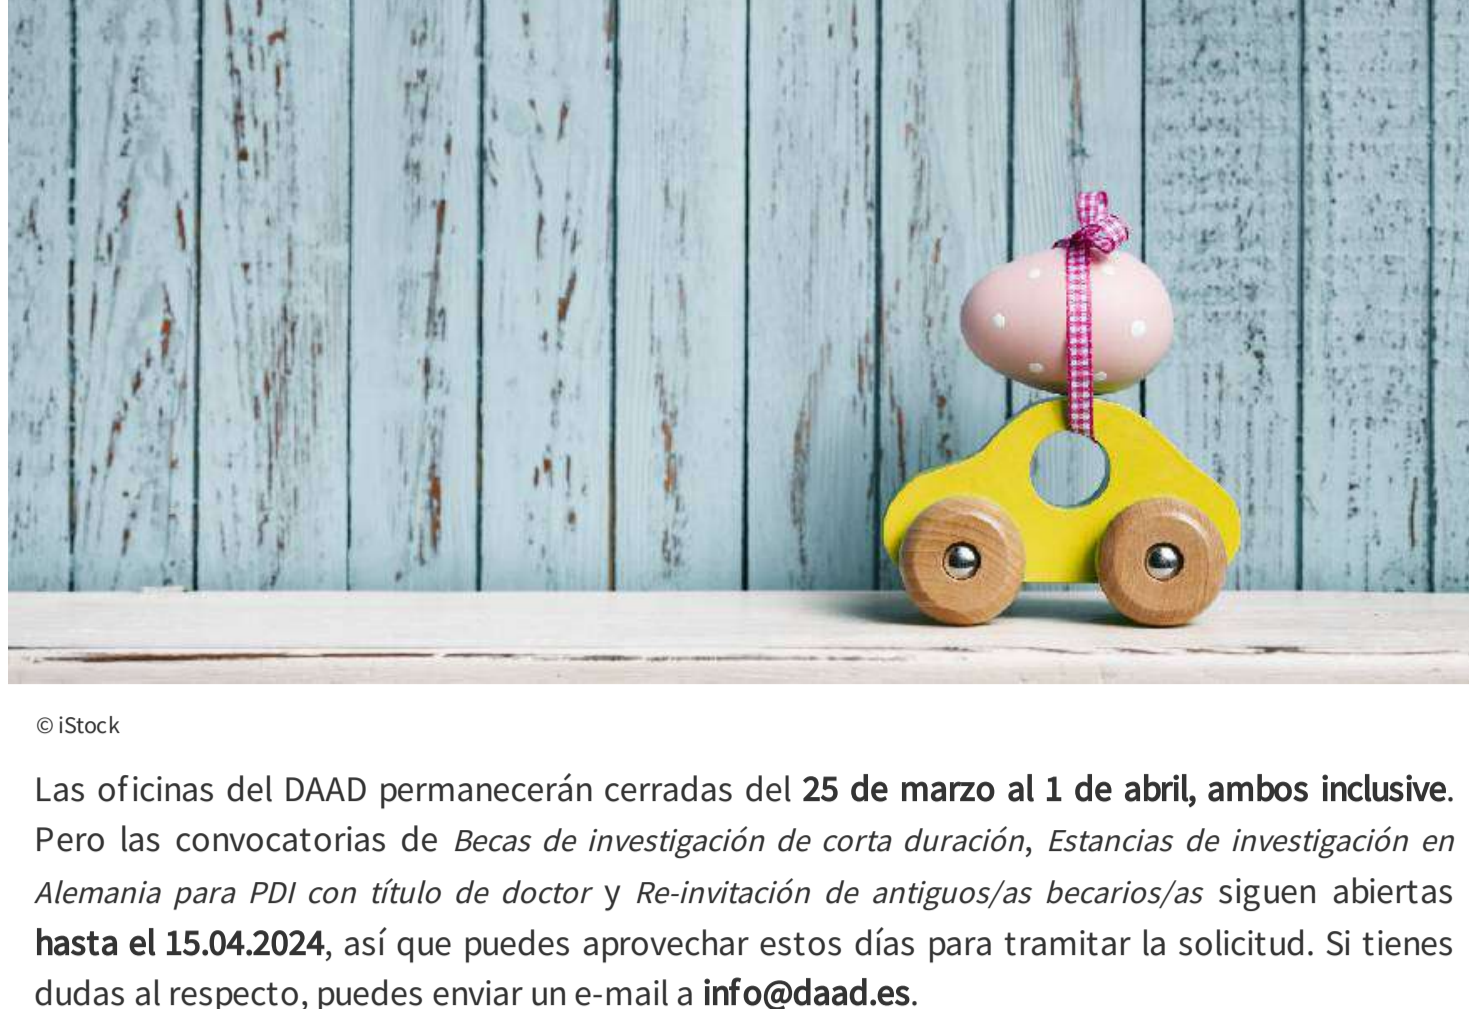 © iStock
Las oficinas del DAAD permanecerán cerradas del 25 de marzo al 1 de abril, ambos inclusive.
Pero las convocatorias de Becas de investigación de corta duración, Estancias de investigación en
Alemania para PDI con título de doctor y Re-invitación de antiguos/as becarios/as siguen abiertas
hasta el 15.04.2024, así que puedes aprovechar estos días para tramitar la solicitud. Si tienes
dudas al respecto, puedes enviar un e-mail a info@daad.es.